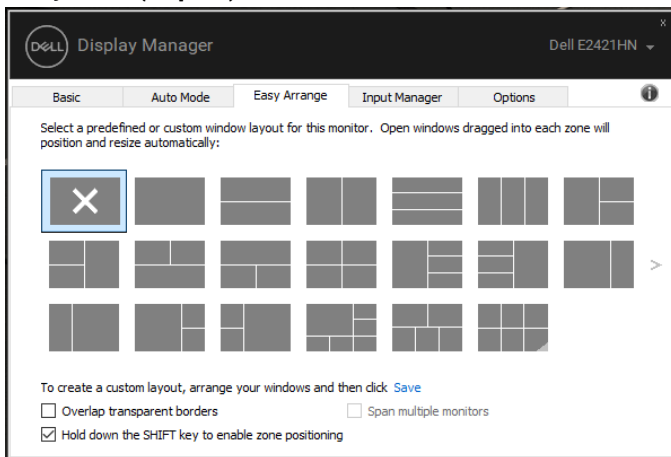 DELL Display Manager
Dell E2421HN
Basic
Auto Mode
Easy Arrange
Input Manager
Options
Select a predefined or custom window layout for this monitor. Open windows dragged into each zone will
position and resize automatically:
To create a custom layout, arrange your windows and then click Save
Overlap transparent borders
Span multiple monitors
Hold down the SHIFT key to enable zone positioning